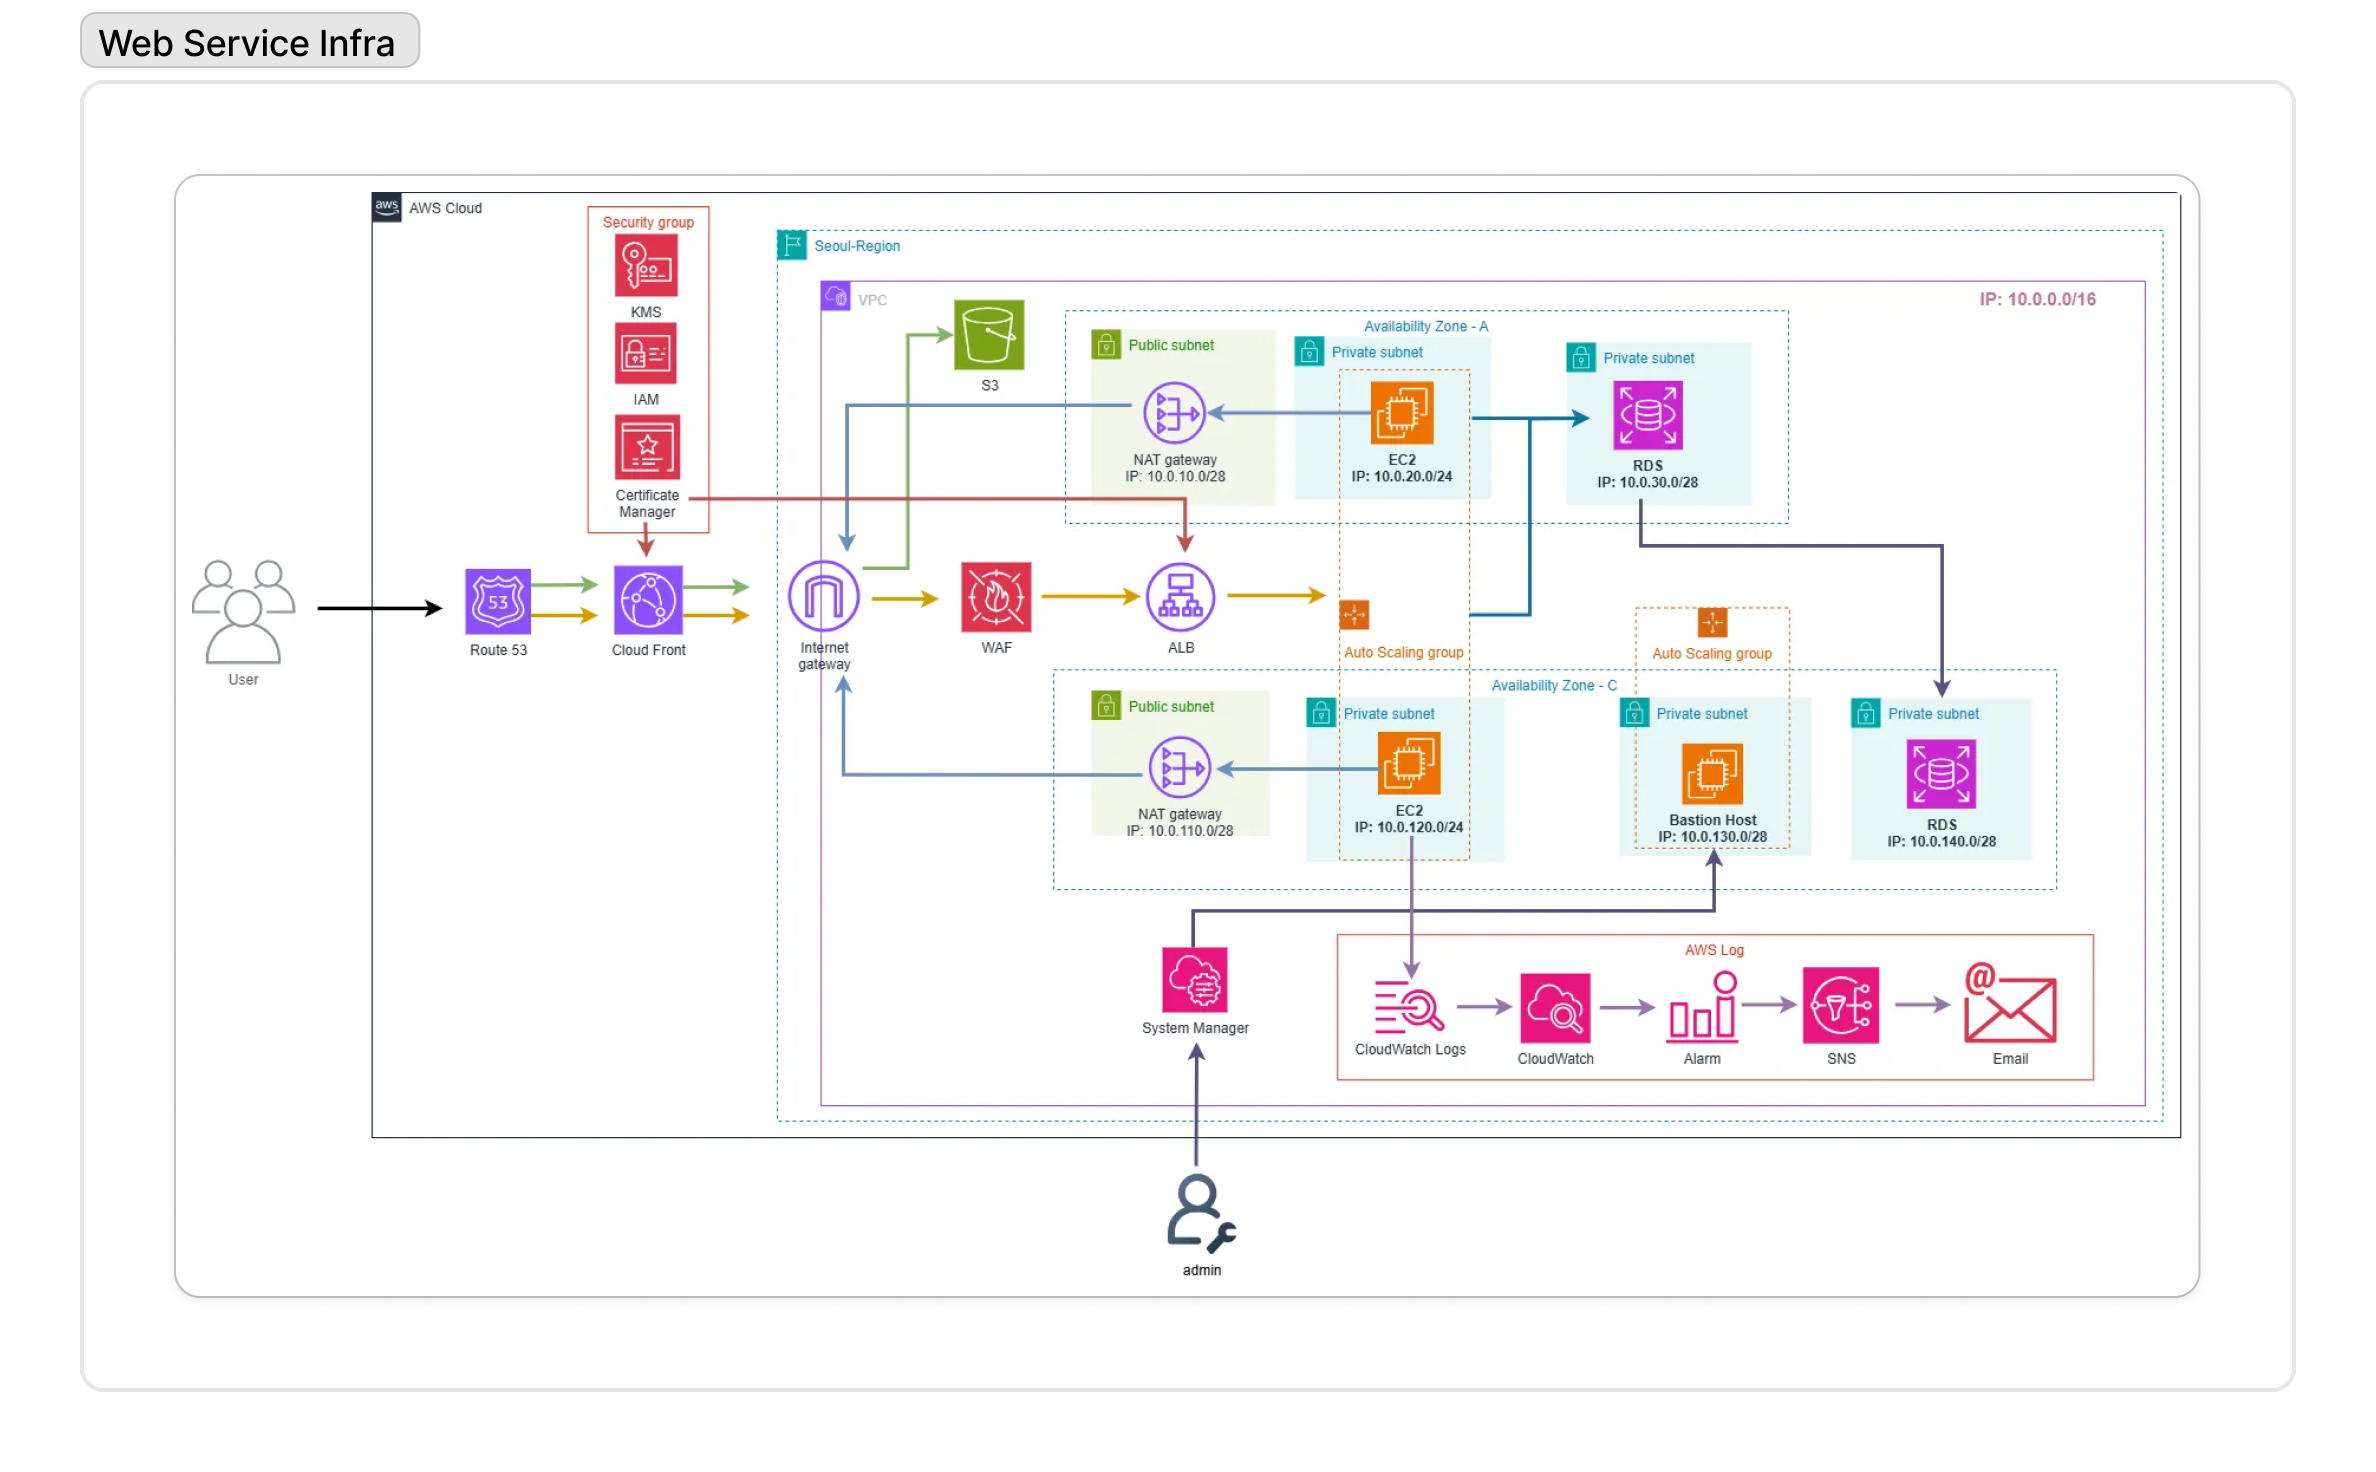 Web Service Infra
aws
AWS Cloud
Security group
KMS
IAM
Certificate
Manager
Seoul-Region
VPC
IP: 10.0.0.0/16
S3
Availability Zone - A
Public subnet
NAT gateway
IP: 10.0.10.0/28
Private subnet
EC2
IP: 10.0.20.0/24
Private subnet
RDS
IP: 10.0.30.0/28
User
53
Route 53
Cloud Front
Internet
gateway
WAF
ALB
Auto Scaling group
Auto Scaling group
Availability Zone - C
Public subnet
NAT gateway
IP: 10.0.110.0/28
Private subnet
EC2
IP: 10.0.120.0/24
Private subnet
Bastion Host
IP: 10.0.130.0/28
Private subnet
RDS
IP: 10.0.140.0/28
System Manager
AWS Log
CloudWatch Logs
CloudWatch
Alarm
SNS
@
Email
admin